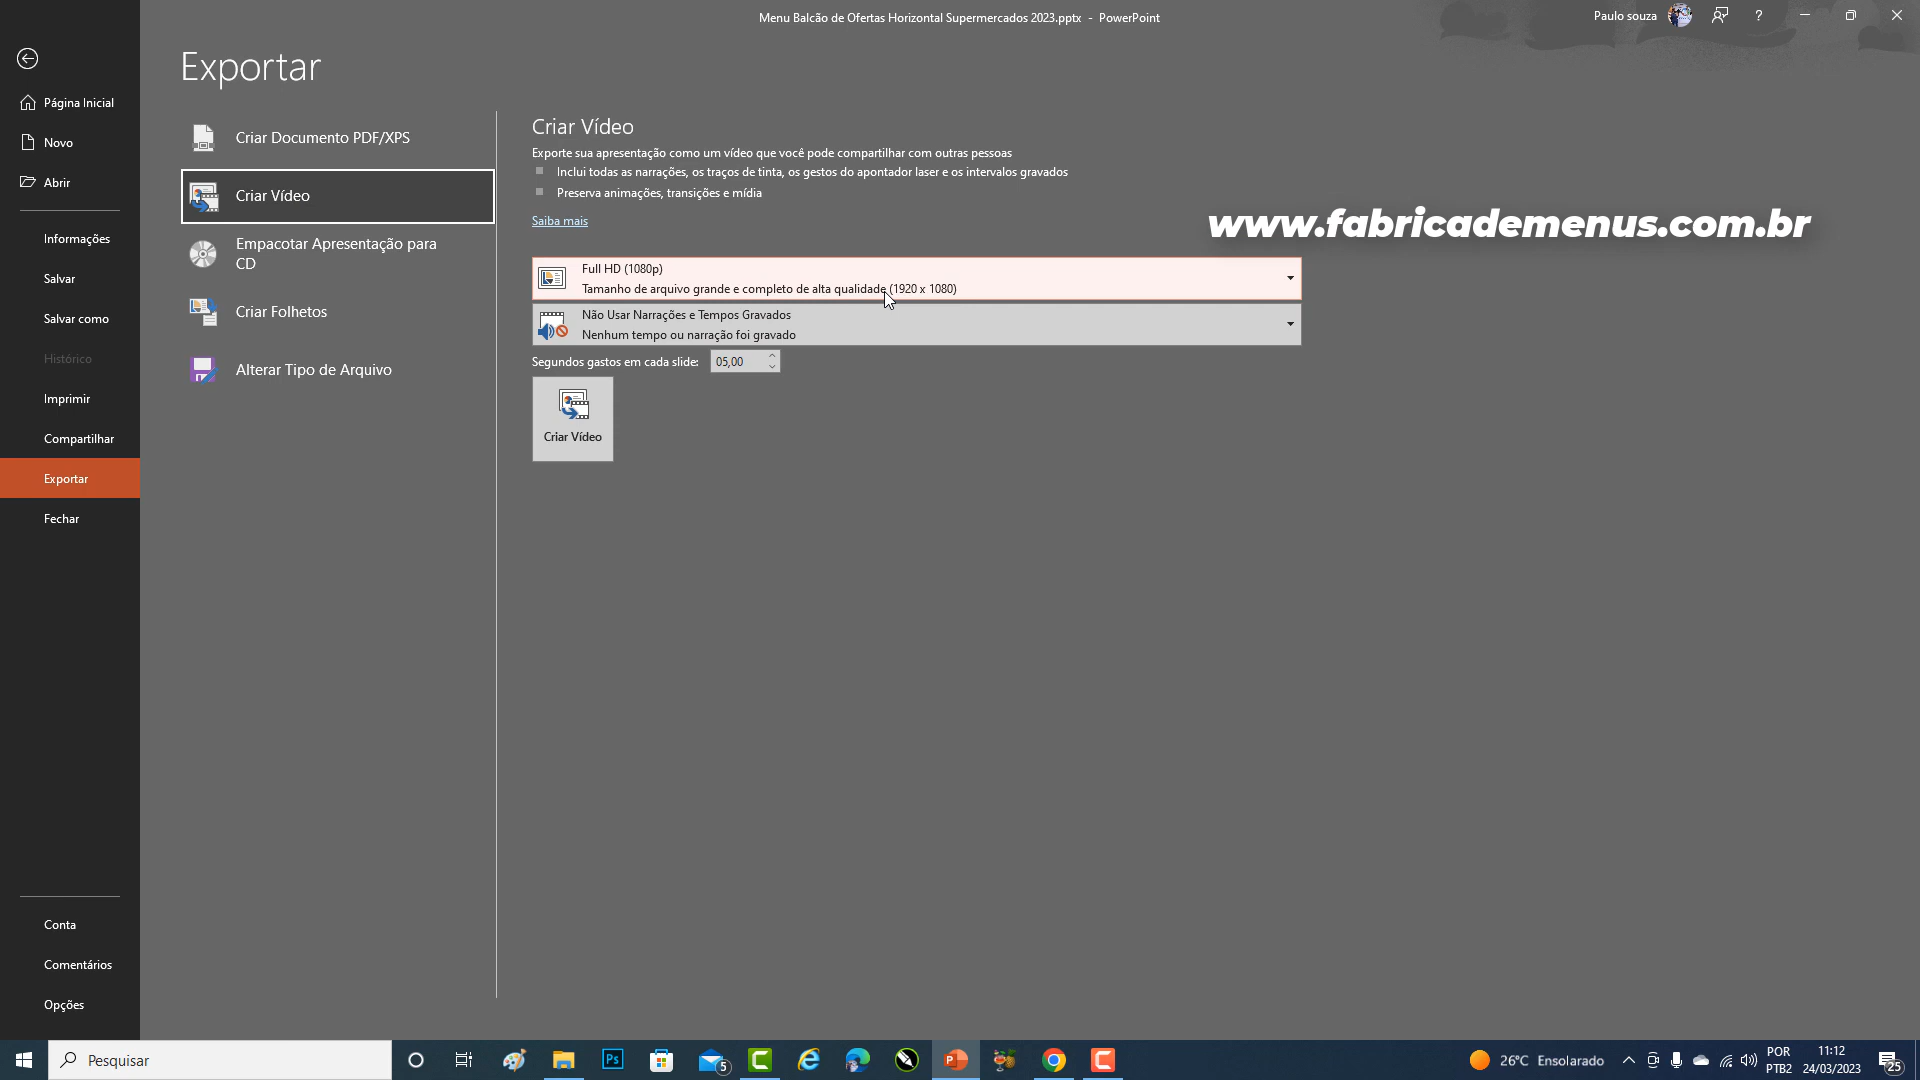 Menu Balcão de Ofertas Horizontal Supermercados 2023.pptx - PowerPoint
Paulo souza
?
Exportar
Página Inicial
Novo
Abrir
Informações
Salvar
Salvar como
Histórico
Imprimir
Compartilhar
Exportar
Fechar
Conta
Comentários
Opções
Criar Documento PDF/XPS
Criar Vídeo
Empacotar Apresentação para
CD
Criar Folhetos
Alterar Tipo de Arquivo
Criar Vídeo
Exporte sua apresentação como um vídeo que você pode compartilhar com outras pessoas
Inclui todas as narrações, os traços de tinta, os gestos do apontador laser e os intervalos gravados
Preserva animações, transições e mídia
Saiba mais
www.fabricademenus.com.br
Full HD (1080p)
Tamanho de arquivo grande e completo de alta qualidade (1920 x 1080)
Não Usar Narrações e Tempos Gravados
Nenhum tempo ou narração foi gravado
Segundos gastos em cada slide: 05,00
Criar Vídeo
Pesquisar
Ps
5
26°C Ensolarado
POR
PTB2
11:12
24/03/2023
25